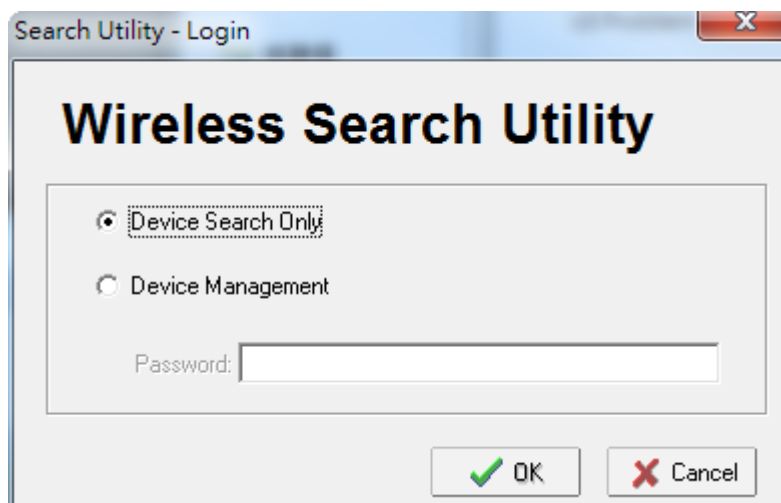 Search Utility - Login
Wireless Search Utility
Device Search Only
Device Management
Password:
OK
Cancel